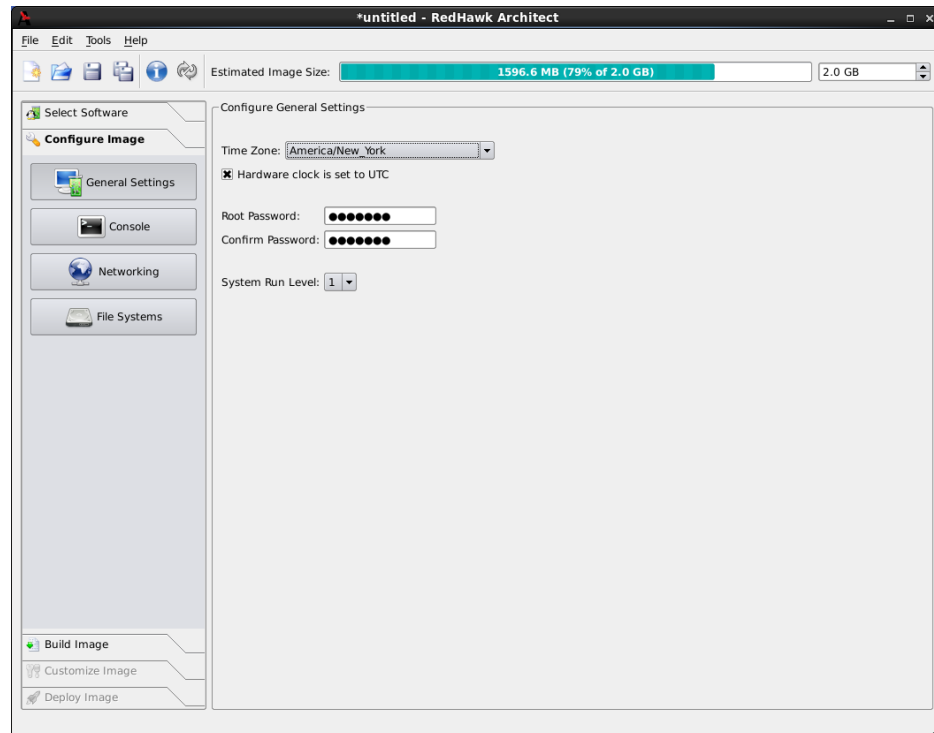 *untitled - RedHawk Architect
File Edit Tools Help
Estimated Image Size: 1596.6 MB (79% of 2.0 GB) 2.0 GB
Select Software
Configure Image
General Settings
Console
Networking
File Systems
Build Image
Customize Image
Deploy Image
Configure General Settings
Time Zone: America/New_York
Hardware clock is set to UTC
Root Password: ●●●●●●●
Confirm Password: ●●●●●●●
System Run Level: 1